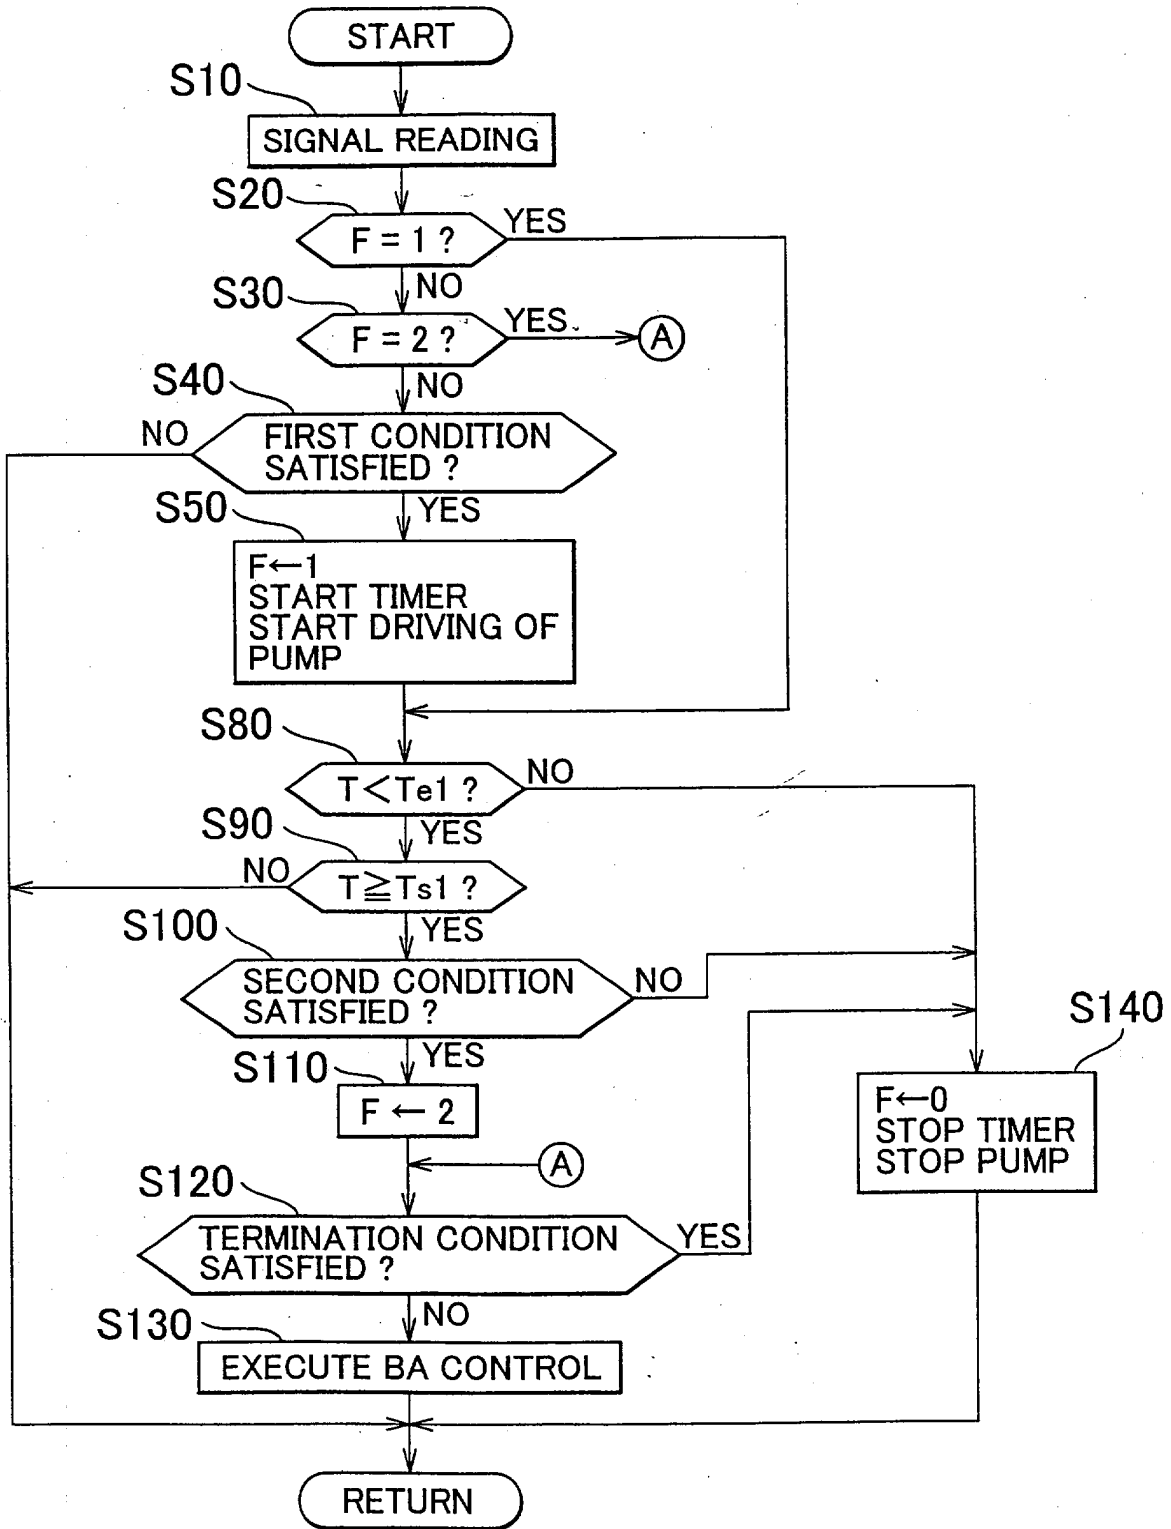 START
S10
SIGNAL READING
S20
F = 1 ?
YES
NO
S30
F = 2 ?
YES
A
NO
S40
NO
FIRST CONDITION
SATISFIED ?
YES
S50
F←1
START TIMER
START DRIVING OF
PUMP
S80
T<Te1 ?
NO
YES
S90
NO
T≧Ts1 ?
YES
S100
SECOND CONDITION
SATISFIED ?
NO
YES
S110
F ← 2
S140
F←0
STOP TIMER
STOP PUMP
A
S120
TERMINATION CONDITION
SATISFIED ?
YES
NO
S130
EXECUTE BA CONTROL
RETURN